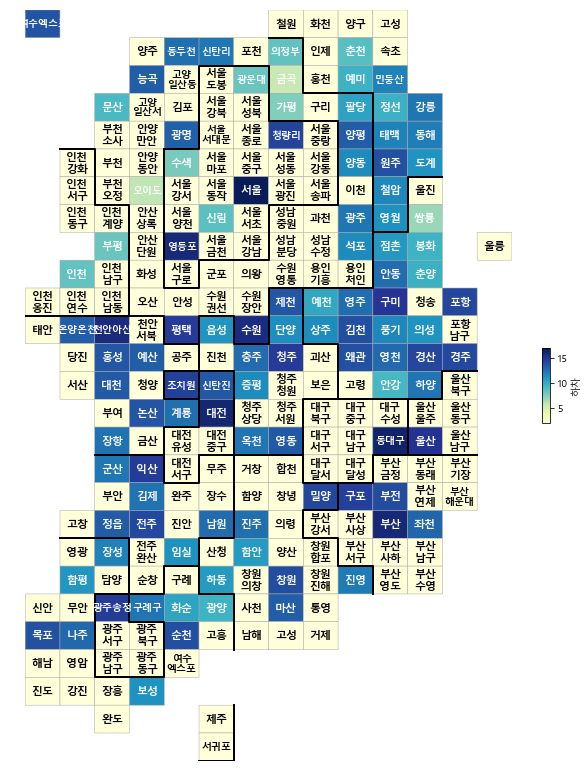 여수엑스포 철원 화천 양구 고성
양주 동두천 신탄리 포천 의정부 인제 춘천 속초
능곡 고양 일산동 서울 도봉 광운대 금곡 홍천 예미 민둥산
문산 고양 일산서 김포 서울 강북 서울 성북 가평 구리 팔당 정선 강릉
부천 소사 안양 만안 광명 서울 서대문 서울 종로 청량리 서울 중랑 양평 태백 동해
인천 강화 부천 안양 동안 수색 서울 마포 서울 중구 서울 성동 서울 강동 양동 원주 도계
인천 서구 부천 오정 오이도 서울 강서 서울 동작 서울 서울 광진 서울 송파 이천 철암 울진
인천 동구 인천 계양 안산 상록 서울 양천 신림 서울 서초 성남 중원 과천 광주 영월 쌍룡
부평 안산 단원 영등포 서울 금천 서울 강남 성남 분당 성남 수정 석포 점촌 봉화 울릉
인천 인천 남구 화성 서울 구로 군포 의왕 수원 영통 용인 기흥 용인 처인 안동 춘양
인천 옹진 인천 연수 인천 남동 오산 안성 수원 권선 수원 장안 제천 예천 영주 구미 청송 포항
태안 온양온천 천안아산 천안 서북 평택 음성 수원 단양 상주 김천 풍기 의성 포항 남구
당진 홍성 예산 공주 진천 충주 청주 괴산 왜관 영천 경산 경주
서산 대천 청양 조치원 신탄진 증평 청주 청원 보은 고령 안강 하양 울산 북구
부여 논산 계룡 대전 청주 상당 청주 서원 대구 북구 대구 중구 대구 수성 울산 울주 울산 동구
장항 금산 대전 유성 대전 중구 옥천 영동 대구 서구 대구 남구 동대구 울산 울산 남구
군산 익산 대전 서구 무주 거창 합천 대구 달서 대구 달성 부산 금정 부산 동래 부산 기장
부안 김제 완주 장수 함양 창녕 밀양 구포 부전 부산 연제 부산 해운대
고창 정읍 전주 진안 남원 진주 의령 부산 강서 부산 사상 부산 좌천
영광 장성 전주 완산 임실 산청 함안 양산 창원 합포 부산 서구 부산 사하 부산 남구
함평 담양 순창 구례 하동 창원 의창 창원 창원 진해 진영 부산 영도 부산 수영
신안 무안 광주송정 구례구 화순 광양 사천 마산 통영
목포 나주 광주 서구 광주 북구 순천 고흥 남해 고성 거제
해남 영암 광주 남구 광주 동구 여수 엑스포
진도 강진 장흥 보성
완도 제주
서귀포
15
10
5
하차